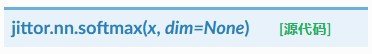 jittor.nn.softmax(x, dim=None) [源代码]